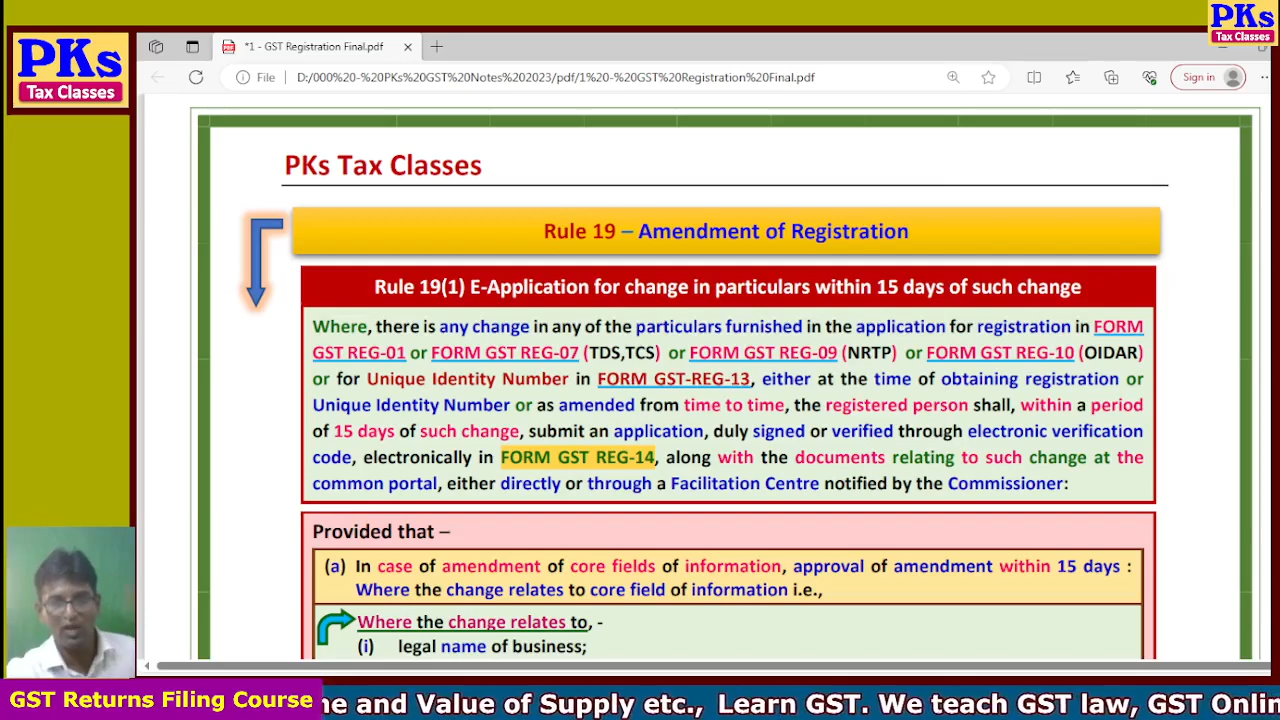 PKs
Tax Classes
PKs
Tax Classes
*1 - GST Registration Final.pdf
File D:/000%20-%20PKs%20GST%20Notes%202023/pdf/1%20-%20GST%20Registration%20Final.pdf
Sign in
PKs Tax Classes
Rule 19 – Amendment of Registration
Rule 19(1) E-Application for change in particulars within 15 days of such change
Where, there is any change in any of the particulars furnished in the application for registration in FORM
GST REG-01 or FORM GST REG-07 (TDS,TCS) or FORM GST REG-09 (NRTP) or FORM GST REG-10 (OIDAR)
or for Unique Identity Number in FORM GST-REG-13, either at the time of obtaining registration or
Unique Identity Number or as amended from time to time, the registered person shall, within a period
of 15 days of such change, submit an application, duly signed or verified through electronic verification
code, electronically in FORM GST REG-14, along with the documents relating to such change at the
common portal, either directly or through a Facilitation Centre notified by the Commissioner:
Provided that –
(a) In case of amendment of core fields of information, approval of amendment within 15 days :
Where the change relates to core field of information i.e.,
Where the change relates to, -
(i) legal name of business;
GST Returns Filing Course
me and Value of Supply etc., Learn GST. We teach GST law, GST Onlin